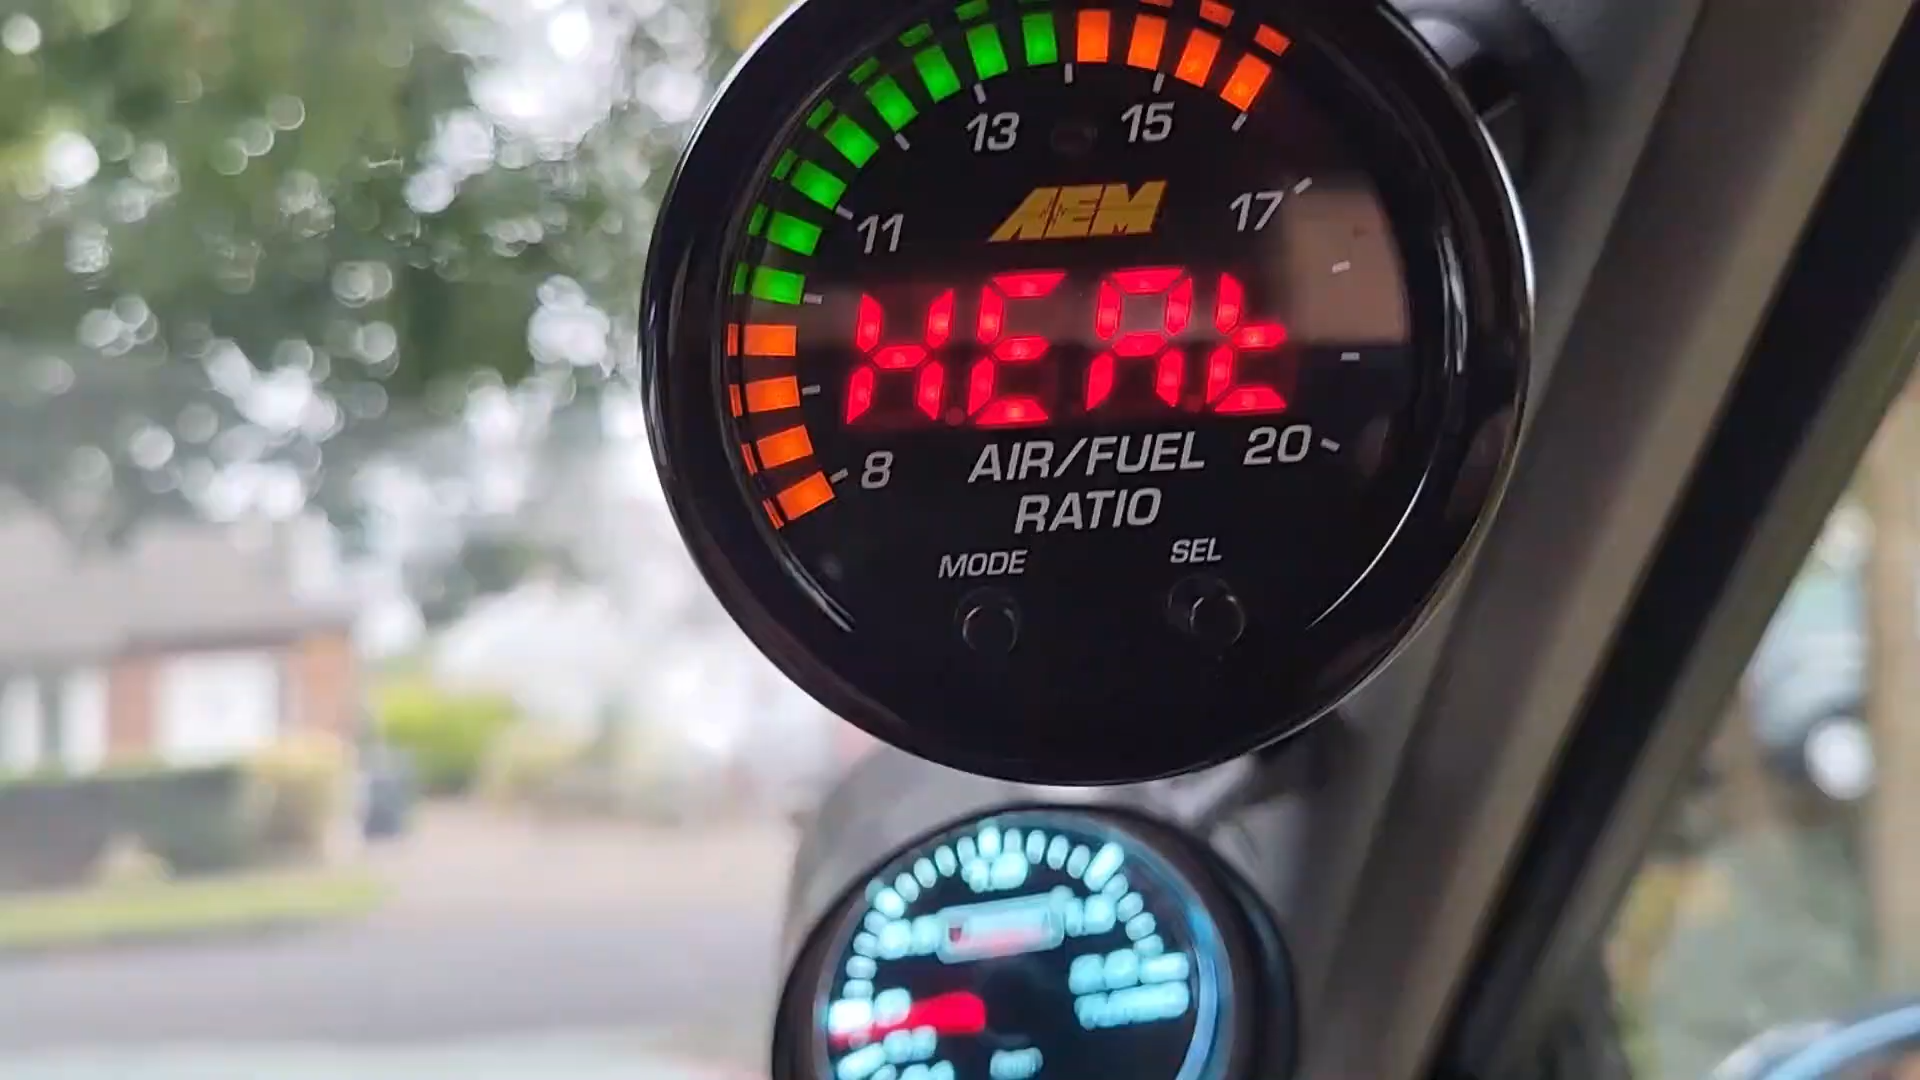 13 15
11 17
AEM
HEAt
8 AIR/FUEL 20
RATIO
MODE SEL